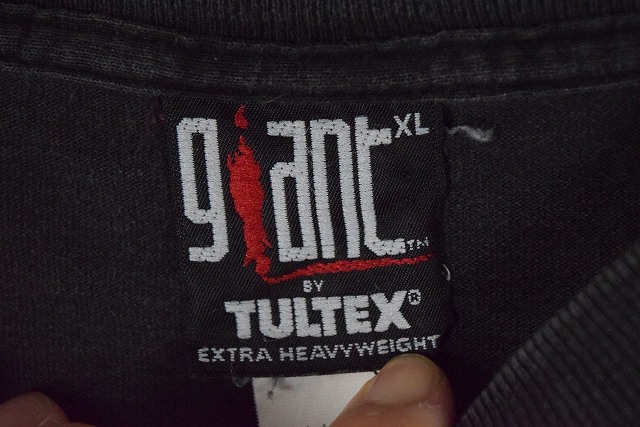 giant XL
™
BY
TULTEX®
EXTRA HEAVYWEIGHT